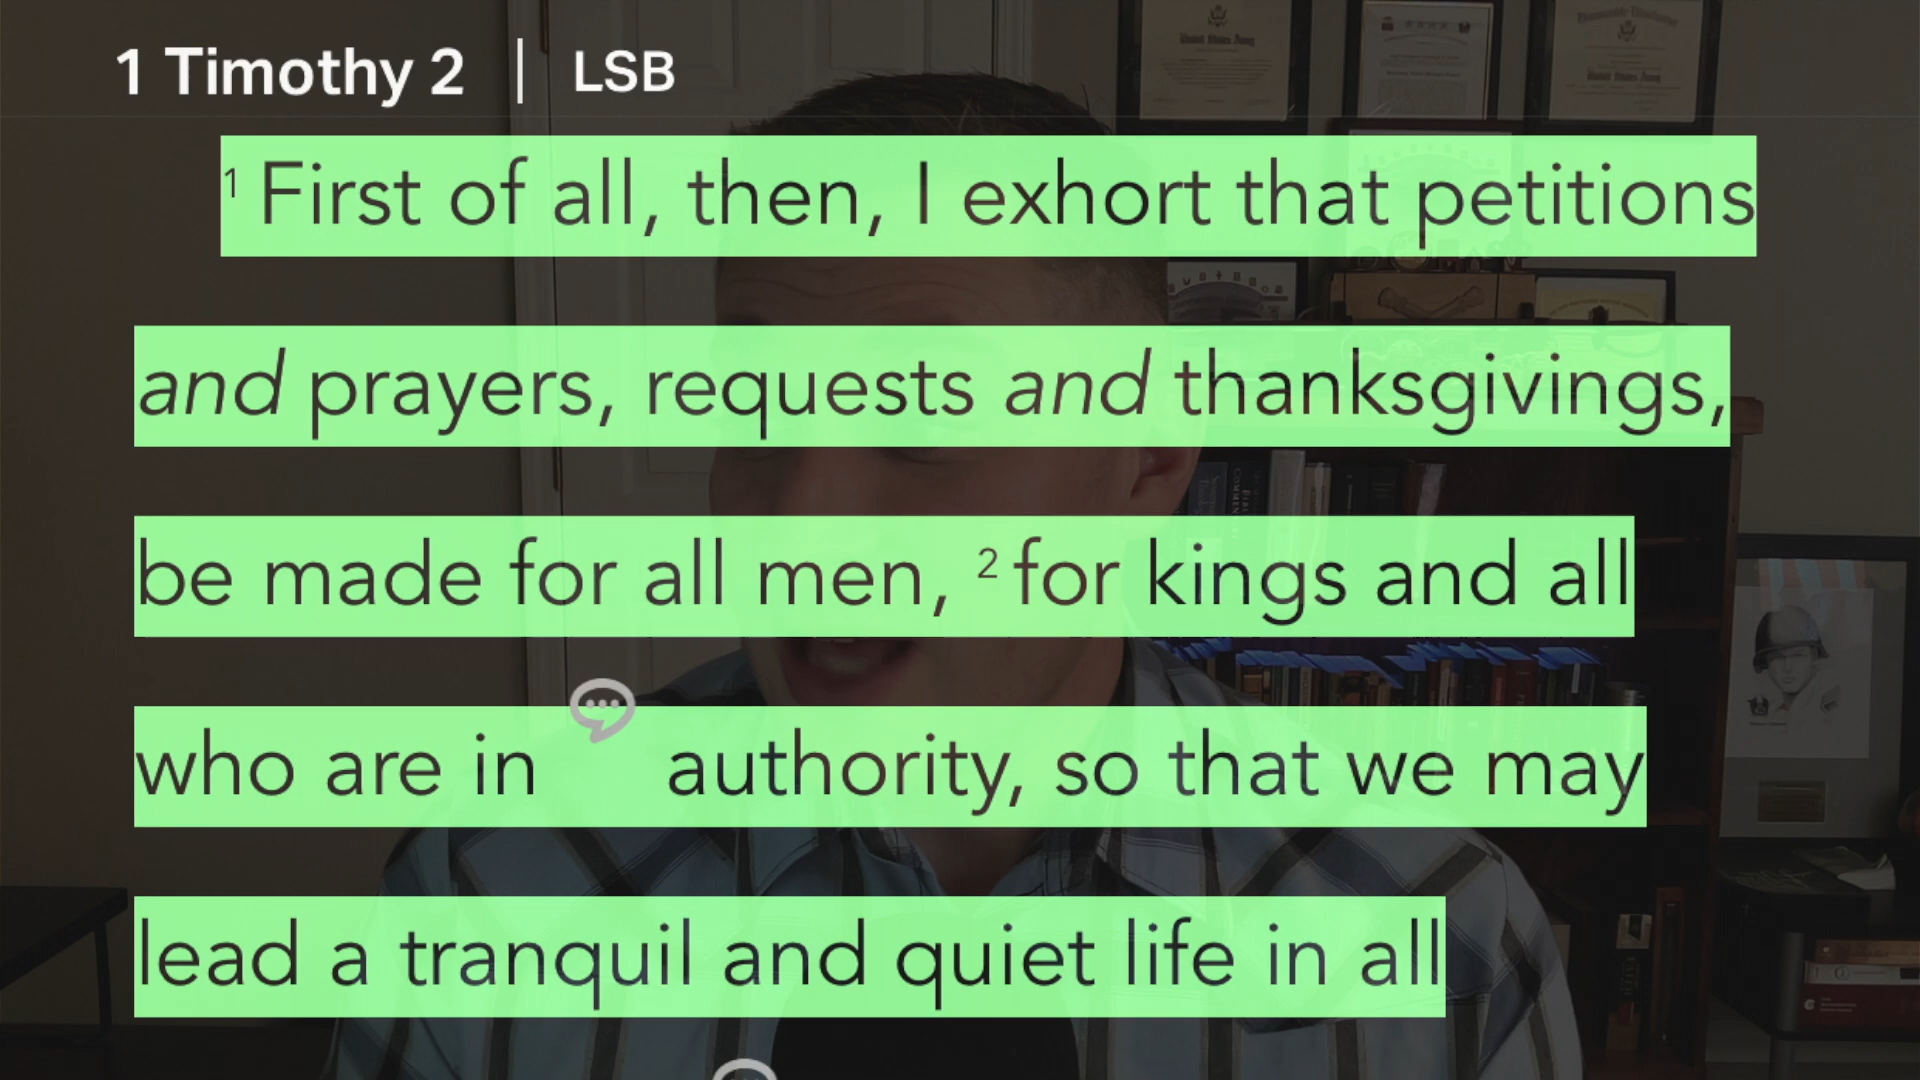 1 Timothy 2 | LSB
1 First of all, then, I exhort that petitions
and prayers, requests and thanksgivings,
be made for all men, 2 for kings and all
who are in authority, so that we may
lead a tranquil and quiet life in all